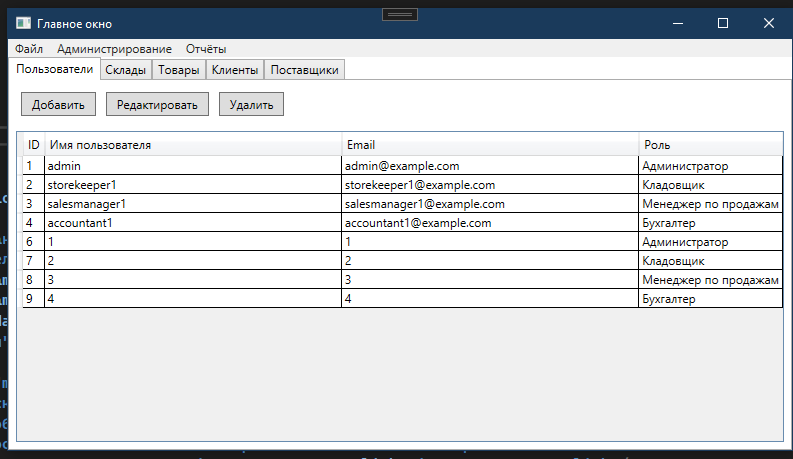 Главное окно
Файл Администрирование Отчёты
Пользователи Склады Товары Клиенты Поставщики
Добавить Редактировать Удалить
ID Имя пользователя Email Роль
1 admin admin@example.com Администратор
2 storekeeper1 storekeeper1@example.com Кладовщик
3 salesmanager1 salesmanager1@example.com Менеджер по продажам
4 accountant1 accountant1@example.com Бухгалтер
6 1 1 Администратор
7 2 2 Кладовщик
8 3 3 Менеджер по продажам
9 4 4 Бухгалтер